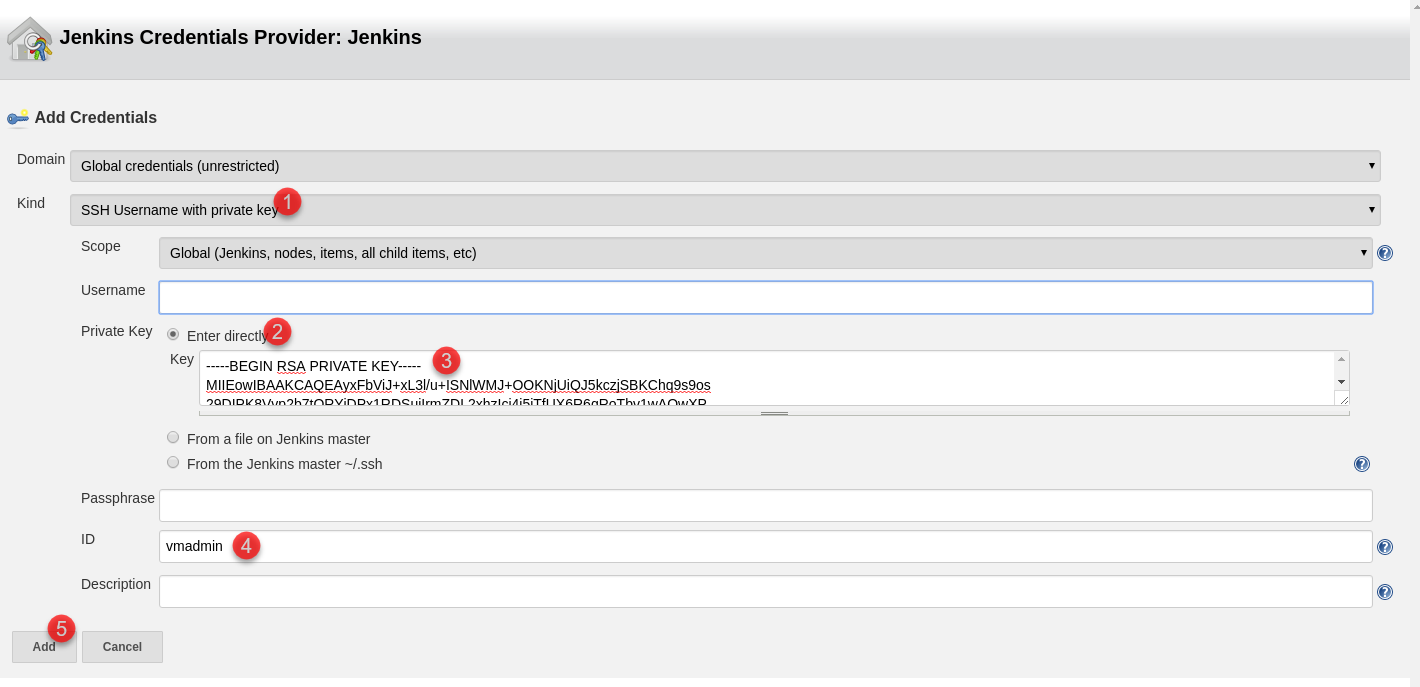 Jenkins Credentials Provider: Jenkins
Add Credentials
Domain
Global credentials (unrestricted)
Kind
SSH Username with private key
1
Scope
Global (Jenkins, nodes, items, all child items, etc)
Username
Private Key
Enter directly
2
Key
-----BEGIN RSA PRIVATE KEY-----
3
MIIEowIBAAKCAQEAyxFbViJ+xL3l/u+ISNlWMJ+OOKNjUiQJ5kczjSBKChq9s9os
From a file on Jenkins master
From the Jenkins master ~/.ssh
Passphrase
ID
vmadmin
4
Description
5
Add
Cancel